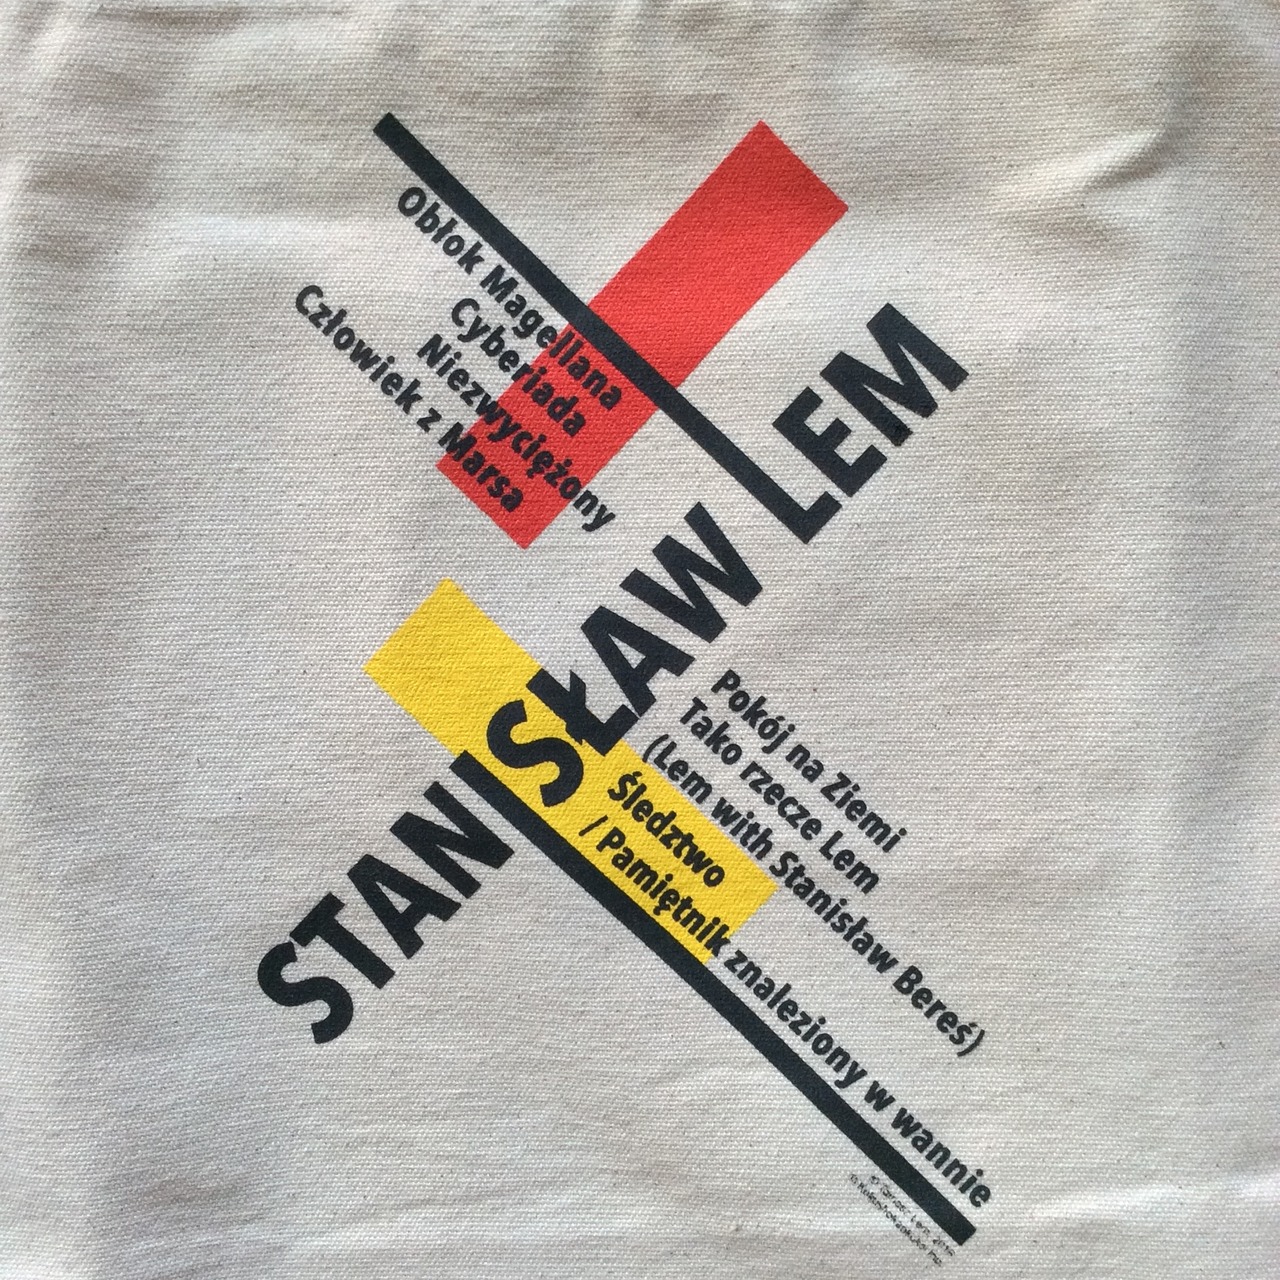 Obłok Magellana
Cyberiada
Niezwyciężony
Człowiek z Marsa
STANISŁAW LEM
Pokój na Ziemi
Tako rzecze Lem
(Lem with Stanisław Bereś)
Śledztwo
/ Pamiętnik znaleziony w wannie